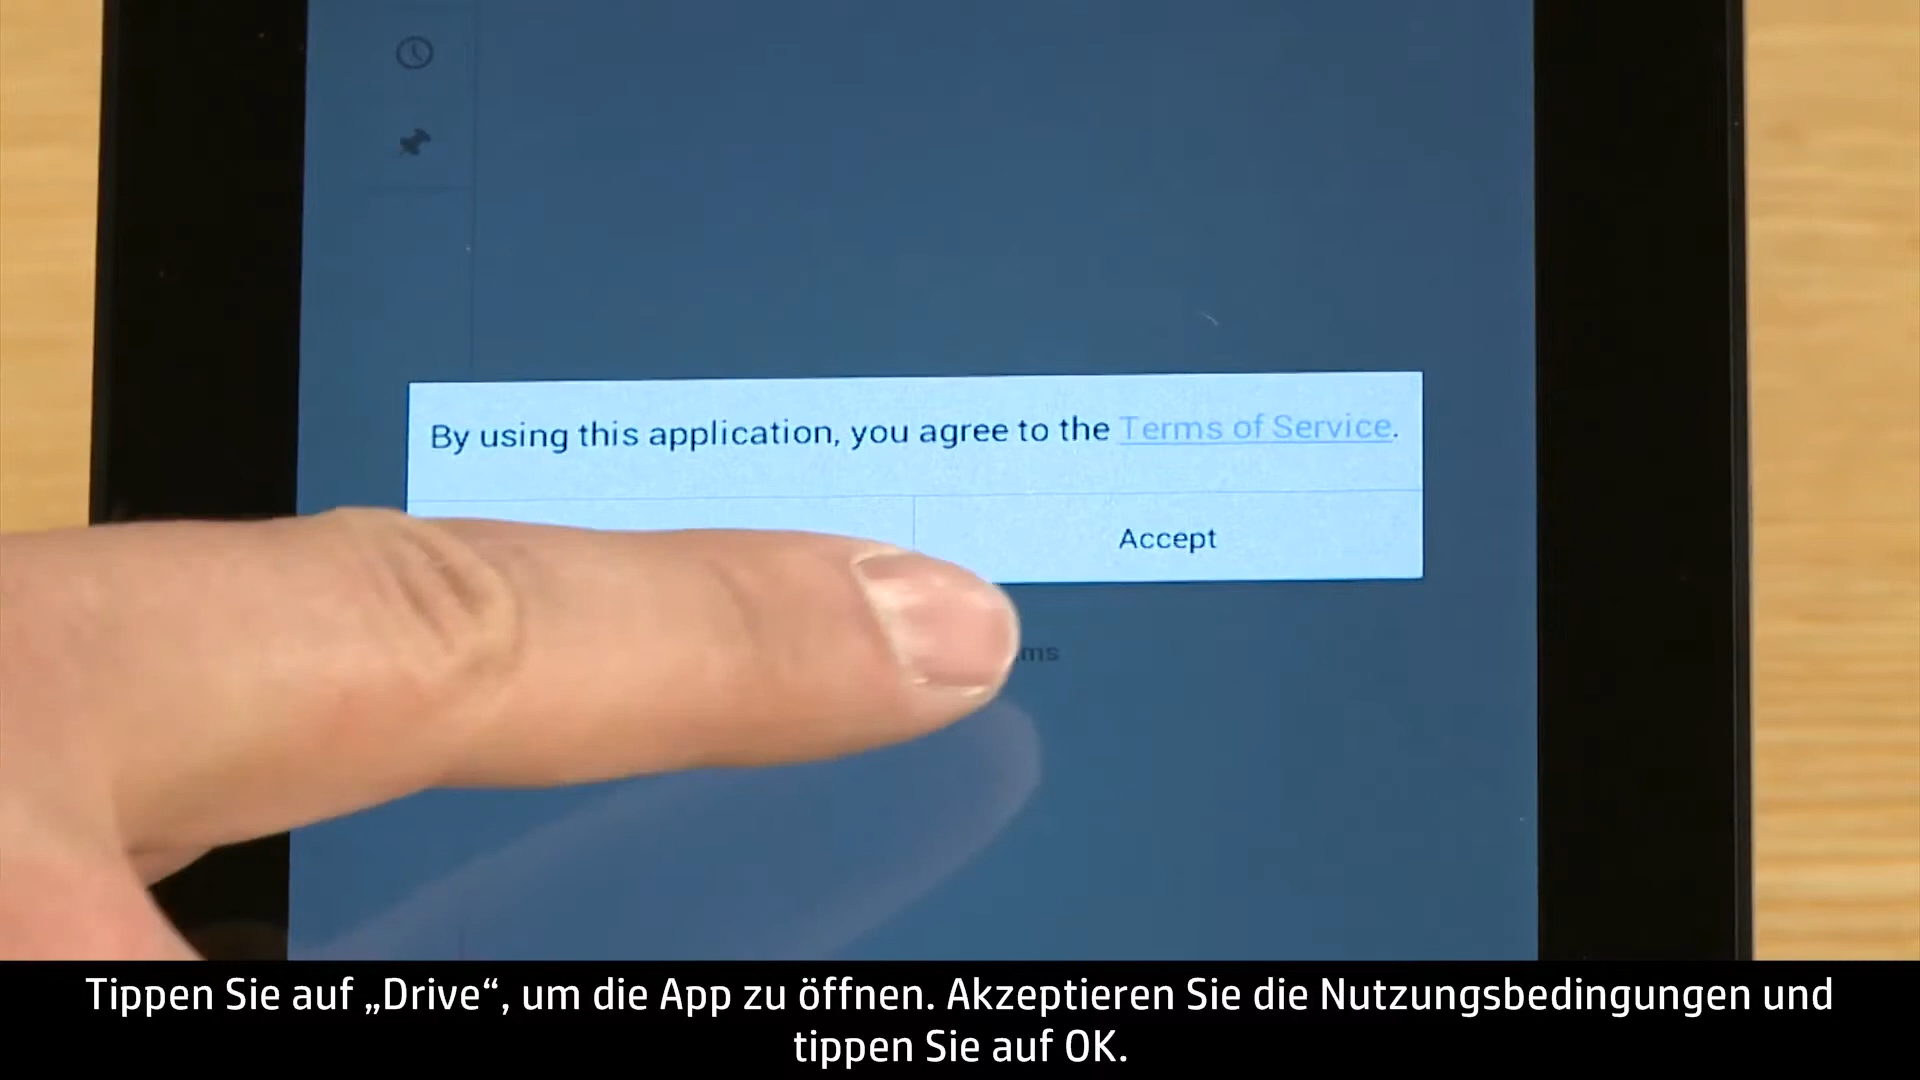 By using this application, you agree to the Terms of Service.
Accept
Tippen Sie auf „Drive“, um die App zu öffnen. Akzeptieren Sie die Nutzungsbedingungen und
tippen Sie auf OK.